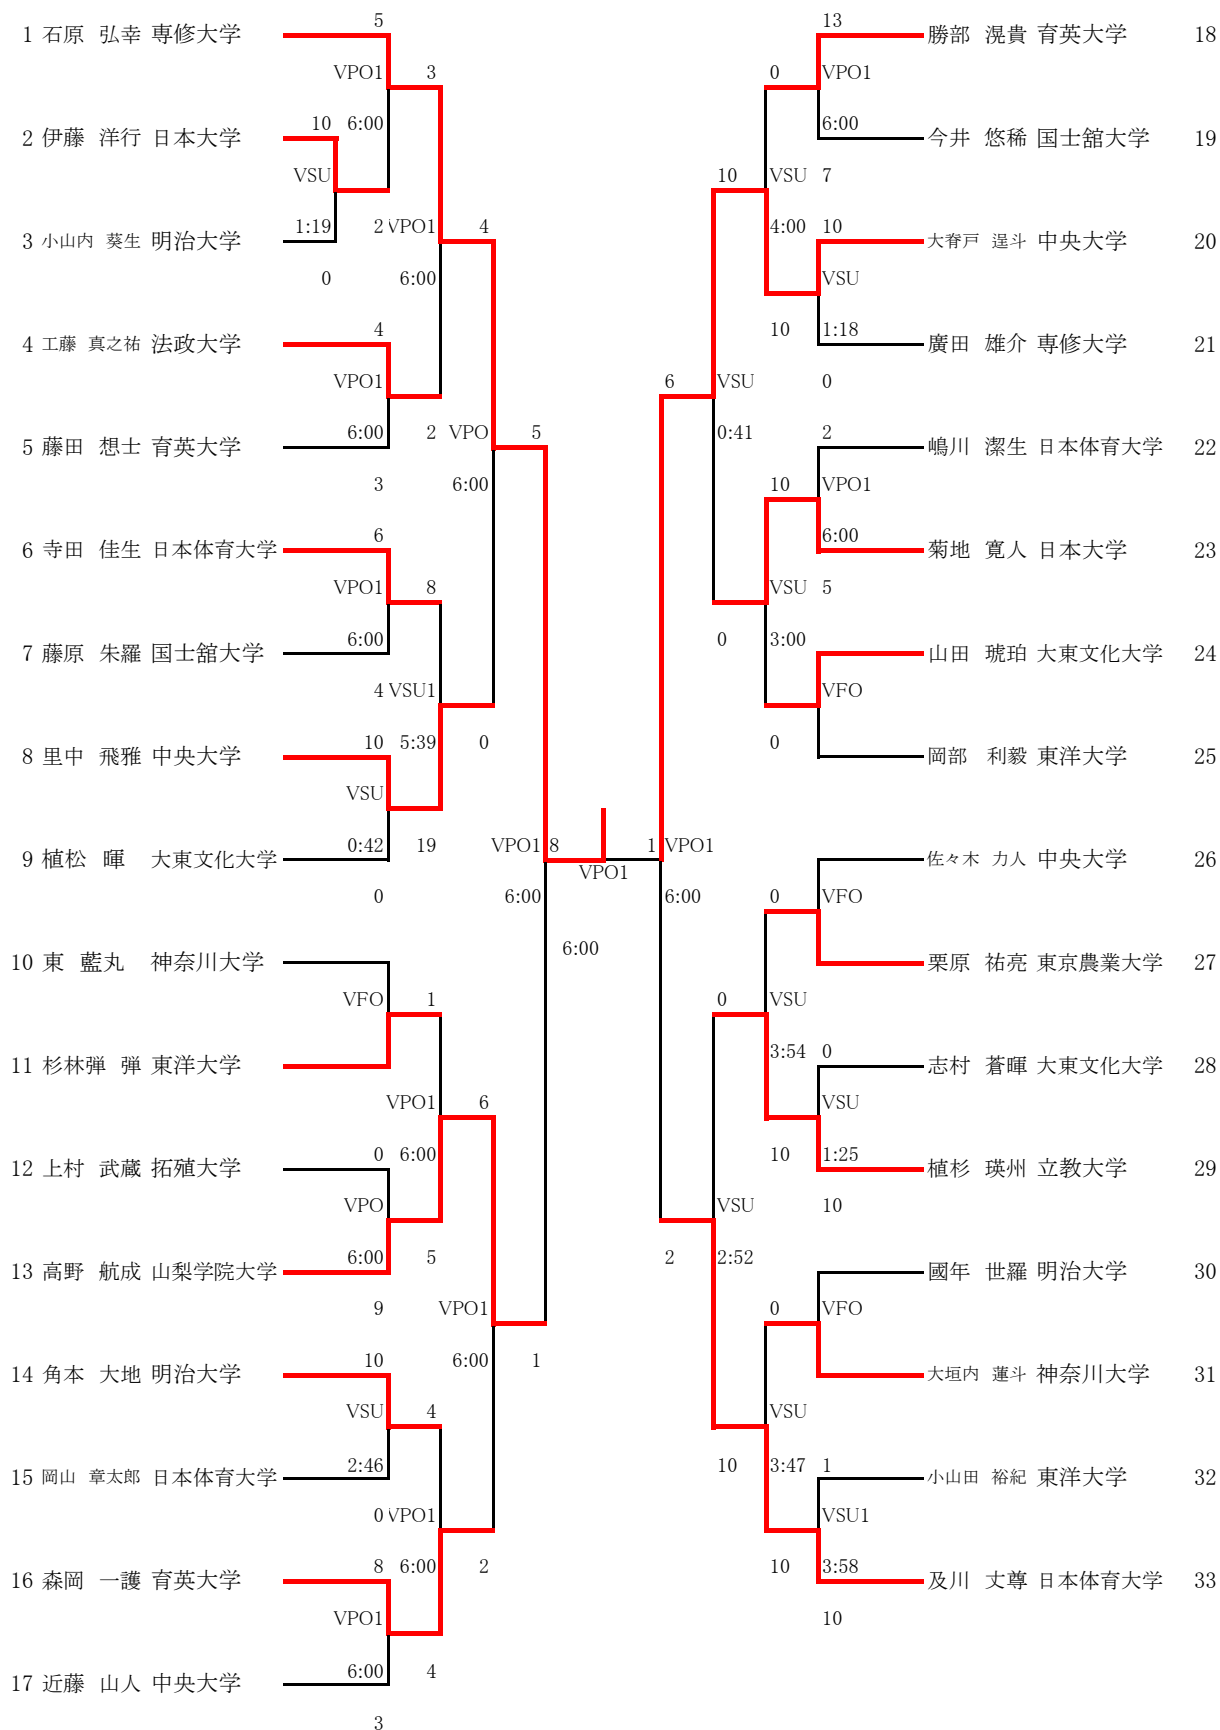 1 石原 弘幸 専修大学
5
VPO1 3
2 伊藤 洋行 日本大学
10 6:00
VSU
3 小山内 葵生 明治大学
1:19 2 VPO1 4
0 6:00
4 工藤 真之祐 法政大学
4
VPO1
5 藤田 想士 育英大学
6:00 2 VPO 5
3 6:00
6 寺田 佳生 日本体育大学
6
VPO1 8
7 藤原 朱羅 国士舘大学
6:00
4 VSU1
8 里中 飛雅 中央大学
10 5:39 0
VSU
9 植松 暉 大東文化大学
0:42 19 VPO1 8
0 6:00
10 東 藍丸 神奈川大学
VFO 1
11 杉林弾 弾 東洋大学
VPO1 6
12 上村 武蔵 拓殖大学
0 6:00
VPO
13 高野 航成 山梨学院大学
6:00 5
9 VPO1
14 角本 大地 明治大学
10 6:00 1
VSU 4
15 岡山 章太郎 日本体育大学
2:46
0 VPO1
16 森岡 一護 育英大学
8 6:00 2
VPO1
17 近藤 山人 中央大学
6:00 4
3
VPO1
6:00
13
勝部 滉貴 育英大学 18
0 VPO1
6:00
今井 悠稀 国士舘大学 19
10 VSU 7
4:00 10
大脊戸 逞斗 中央大学 20
VSU
10 1:18
廣田 雄介 専修大学 21
6 VSU 0
0:41 2
嶋川 潔生 日本体育大学 22
10 VPO1
6:00
菊地 寛人 日本大学 23
VSU 5
0 3:00
山田 琥珀 大東文化大学 24
VFO
0
岡部 利毅 東洋大学 25
1 VPO1
佐々木 力人 中央大学 26
6:00 0 VFO
栗原 祐亮 東京農業大学 27
0 VSU
3:54 0
志村 蒼暉 大東文化大学 28
VSU
10 1:25
植杉 瑛州 立教大学 29
VSU 10
2 2:52
國年 世羅 明治大学 30
0 VFO
大垣内 蓮斗 神奈川大学 31
VSU
10 3:47 1
小山田 裕紀 東洋大学 32
VSU1
10 3:58
及川 丈尊 日本体育大学 33
10